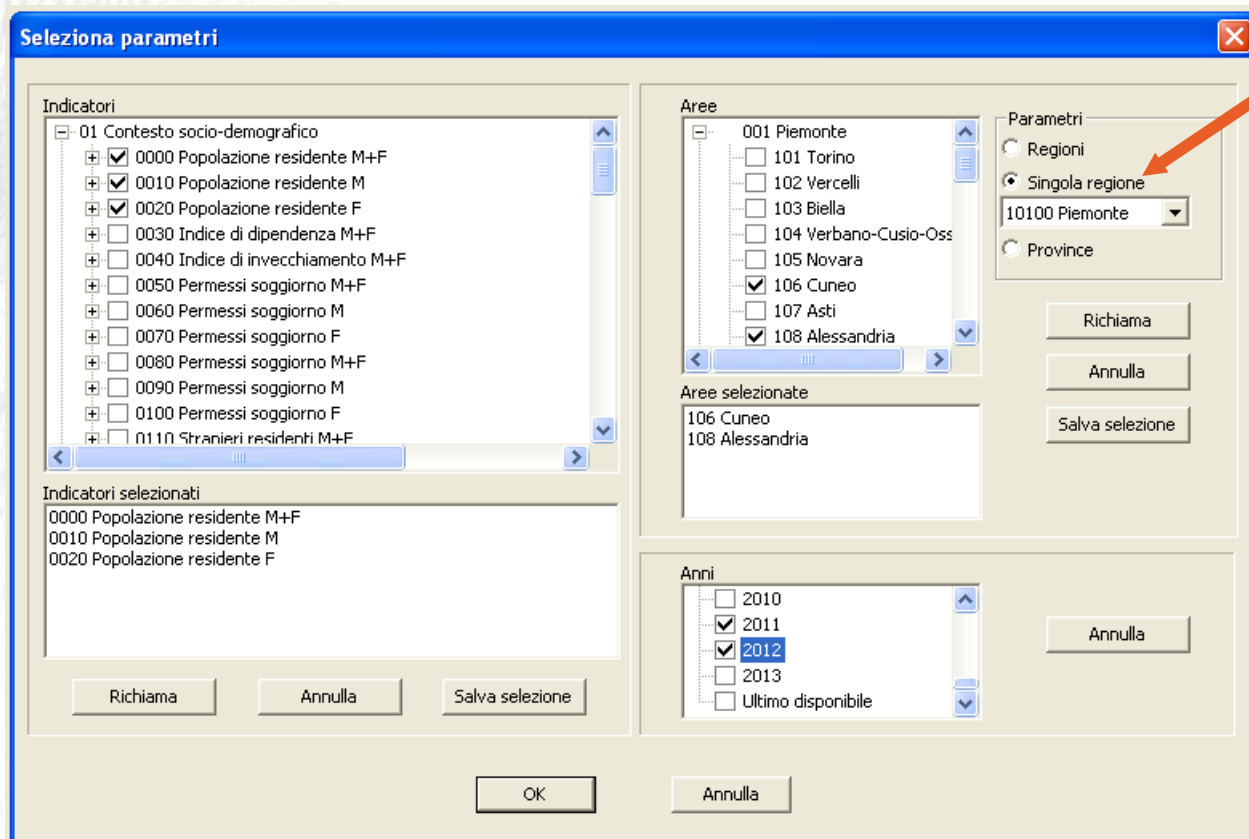 Seleziona parametri
Indicatori
01 Contesto socio-demografico
0000 Popolazione residente M+F
0010 Popolazione residente M
0020 Popolazione residente F
0030 Indice di dipendenza M+F
0040 Indice di invecchiamento M+F
0050 Permessi soggiorno M+F
0060 Permessi soggiorno M
0070 Permessi soggiorno F
0080 Permessi soggiorno M+F
0090 Permessi soggiorno M
0100 Permessi soggiorno F
0110 Stranieri residenti M+F
Indicatori selezionati
0000 Popolazione residente M+F
0010 Popolazione residente M
0020 Popolazione residente F
Richiama
Annulla
Salva selezione
Aree
001 Piemonte
101 Torino
102 Vercelli
103 Biella
104 Verbano-Cusio-Oss
105 Novara
106 Cuneo
107 Asti
108 Alessandria
Aree selezionate
106 Cuneo
108 Alessandria
Parametri
Regioni
Singola regione
10100 Piemonte
Province
Richiama
Annulla
Salva selezione
Anni
2010
2011
2012
2013
Ultimo disponibile
Annulla
OK
Annulla